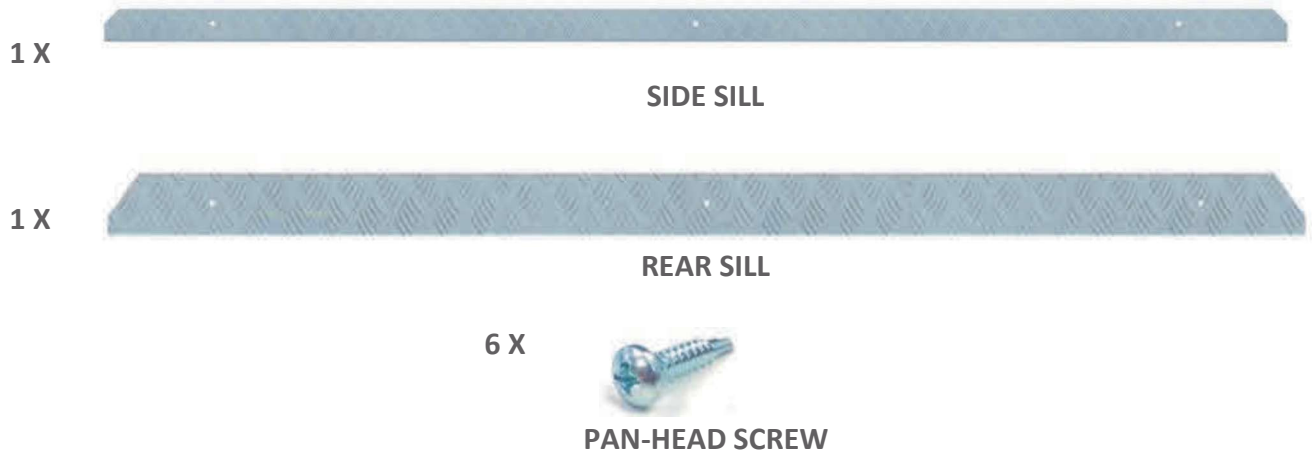 1 X
SIDE SILL
1 X
REAR SILL
6 X
PAN-HEAD SCREW